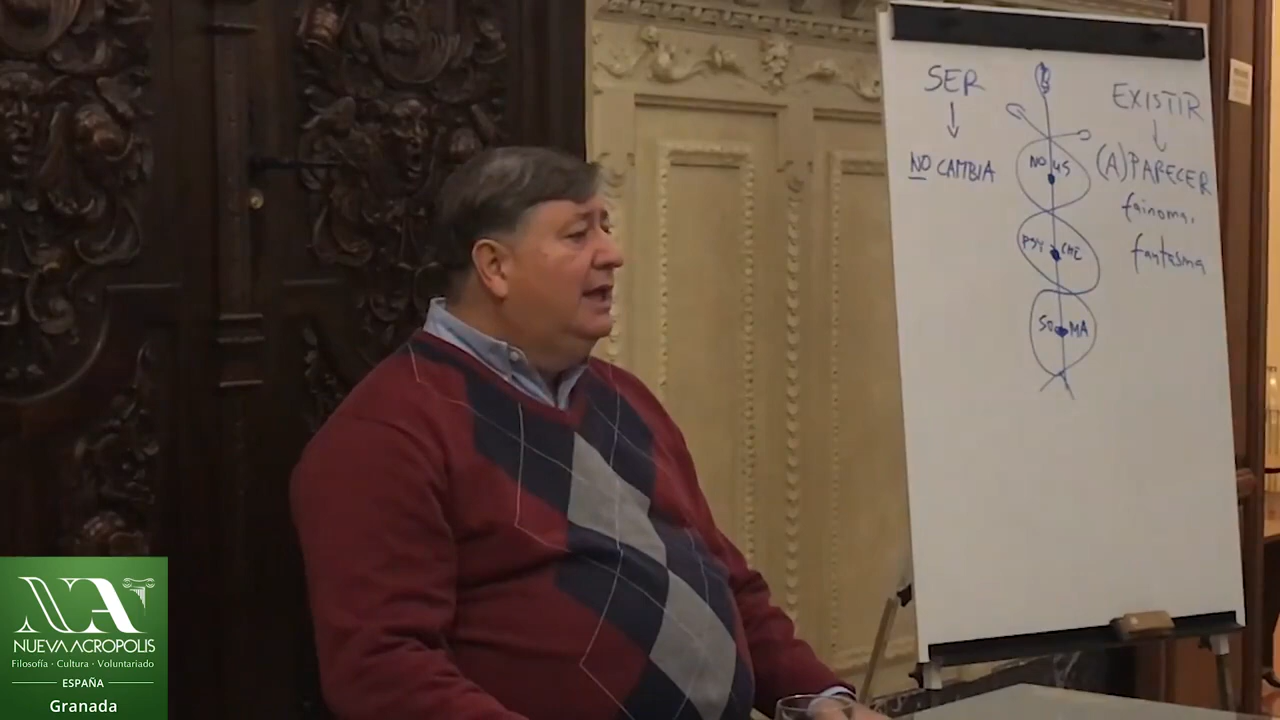 SER
NO CAMBIA
NOUS
PSYCHE
SOMA
EXISTIR
(A)PARECER
fainoma,
fantasma
NUEVA ACROPOLIS
Filosofía · Cultura · Voluntariado
ESPAÑA
Granada